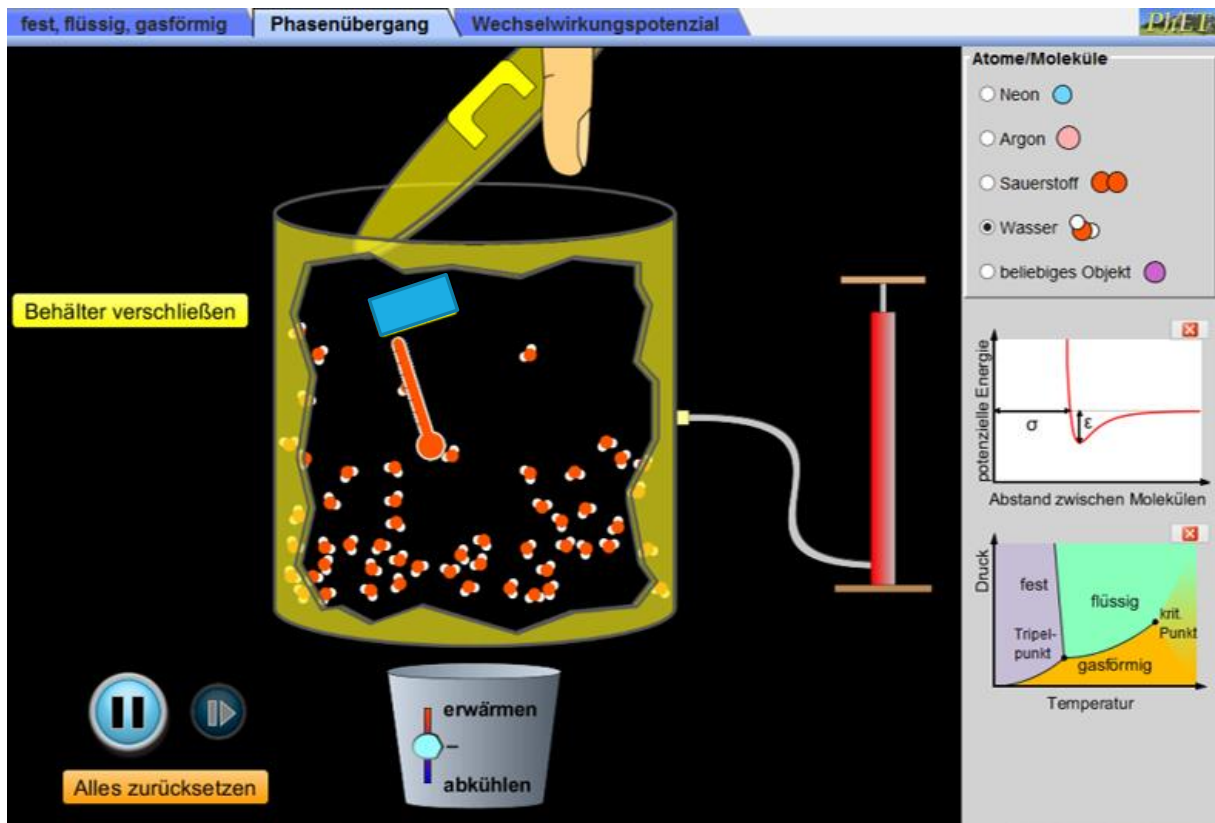 fest, flüssig, gasförmig
Phasenübergang
Wechselwirkungspotenzial
PhET
Atome/Moleküle
Neon
Argon
Sauerstoff
Wasser
beliebiges Objekt
Behälter verschließen
potenzielle Energie
σ
ε
Abstand zwischen Molekülen
Druck
fest
flüssig
krit.
Punkt
Tripel-
punkt
gasförmig
Temperatur
erwärmen
abkühlen
Alles zurücksetzen